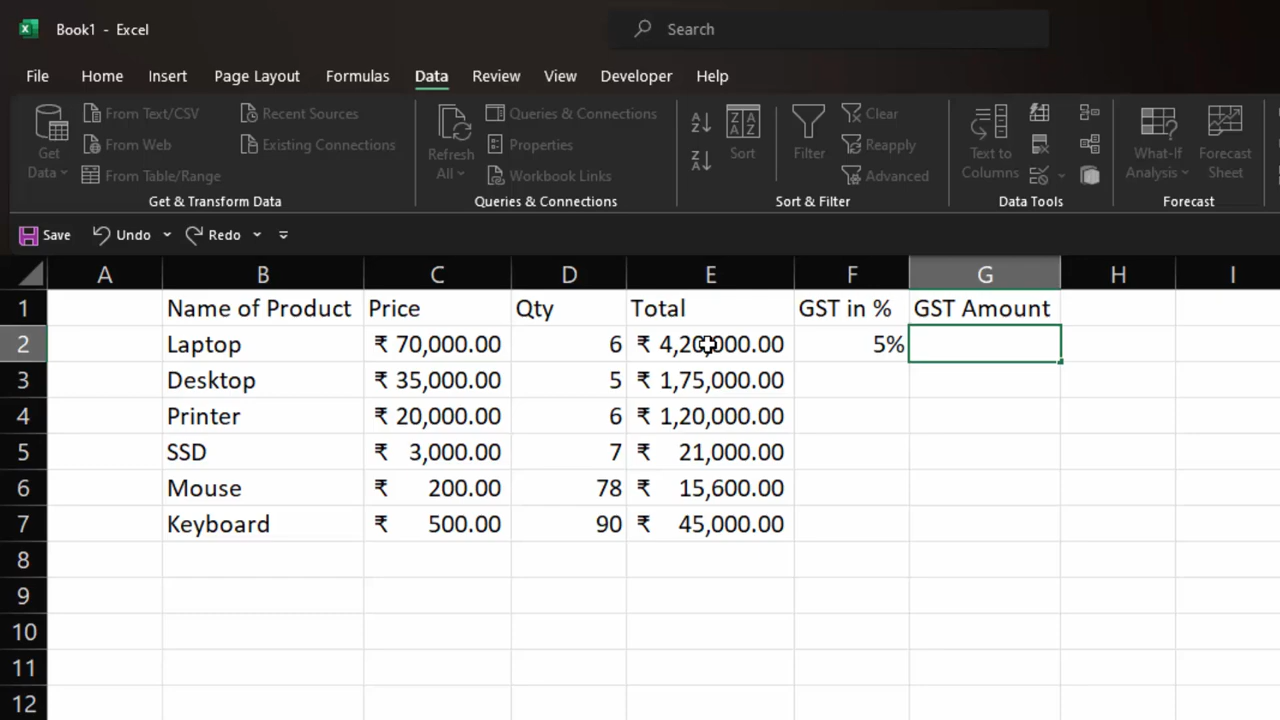 Book1 - Excel
Search
File Home Insert Page Layout Formulas Data Review View Developer Help
Get Data
From Text/CSV
From Web
From Table/Range
Recent Sources
Existing Connections
Get & Transform Data
Refresh All
Queries & Connections
Properties
Workbook Links
Queries & Connections
Sort
Filter
Clear
Reapply
Advanced
Sort & Filter
Text to Columns
Data Tools
What-If Analysis
Forecast Sheet
Forecast
Save Undo Redo
A B C D E F G H I
1 Name of Product Price Qty Total GST in % GST Amount
2 Laptop ₹ 70,000.00 6 ₹ 4,20,000.00 5%
3 Desktop ₹ 35,000.00 5 ₹ 1,75,000.00
4 Printer ₹ 20,000.00 6 ₹ 1,20,000.00
5 SSD ₹ 3,000.00 7 ₹ 21,000.00
6 Mouse ₹ 200.00 78 ₹ 15,600.00
7 Keyboard ₹ 500.00 90 ₹ 45,000.00
8
9
10
11
12